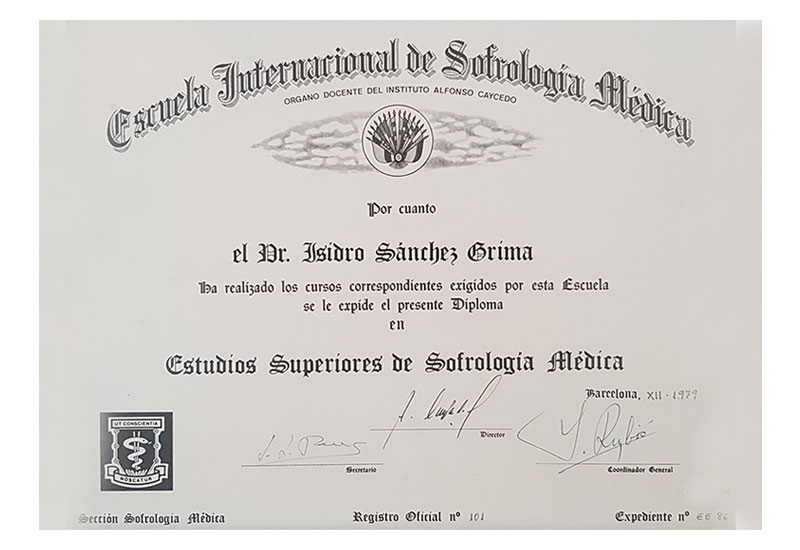 Escuela Internacional de Sofrología Médica
ORGANO DOCENTE DEL INSTITUTO ALFONSO CAYCEDO
Por cuanto
el Dr. Isidro Sánchez Grima
Ha realizado los cursos correspondientes exigidos por esta Escuela
se le expide el presente Diploma
en
Estudios Superiores de Sofrología Médica
Barcelona, XII - 1979
Director
Secretario
Coordinador General
UT CONSCIENTIA
NOSCATUR
Sección Sofrología Médica
Registro Oficial nº 101
Expediente nº EE 86